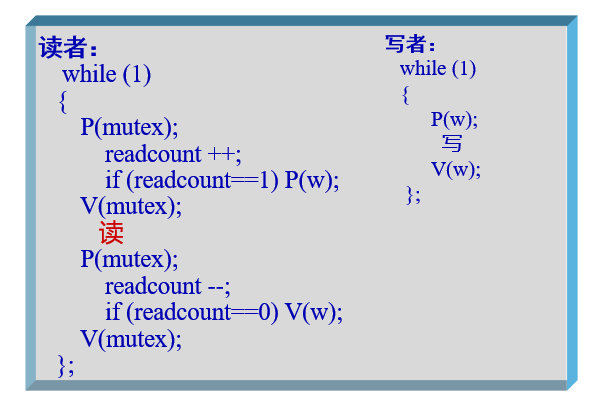 读者：
while (1)
{
P(mutex);
readcount ++;
if (readcount==1) P(w);
V(mutex);
读
P(mutex);
readcount --;
if (readcount==0) V(w);
V(mutex);
};
写者：
while (1)
{
P(w);
写
V(w);
};